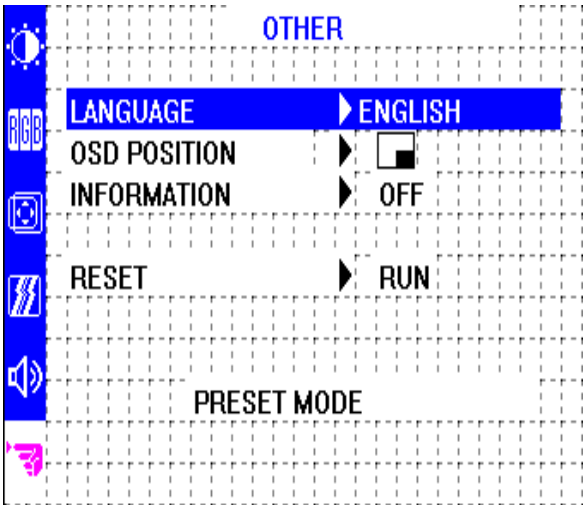 OTHER
LANGUAGE ENGLISH
RGB
OSD POSITION
INFORMATION OFF
RESET RUN
PRESET MODE